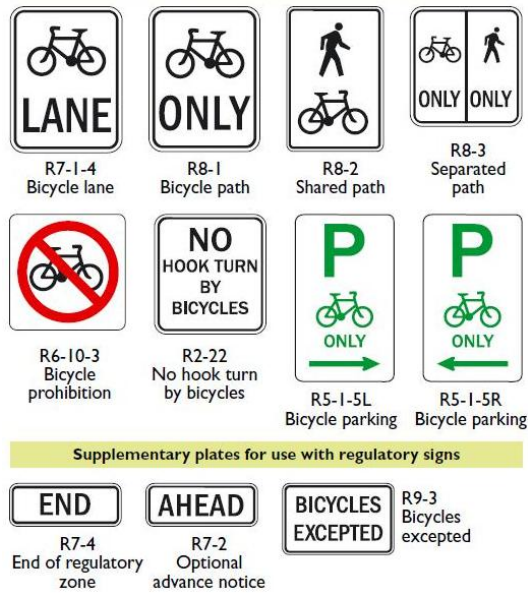 LANE
R7-1-4
Bicycle lane
ONLY
R8-1
Bicycle path
R8-2
Shared path
ONLY ONLY
R8-3
Separated
path
R6-10-3
Bicycle
prohibition
NO
HOOK TURN
BY
BICYCLES
R2-22
No hook turn
by bicycles
P
ONLY
R5-1-5L
Bicycle parking
P
ONLY
R5-1-5R
Bicycle parking
Supplementary plates for use with regulatory signs
END
R7-4
End of regulatory
zone
AHEAD
R7-2
Optional
advance notice
BICYCLES
EXCEPTED
R9-3
Bicycles
excepted